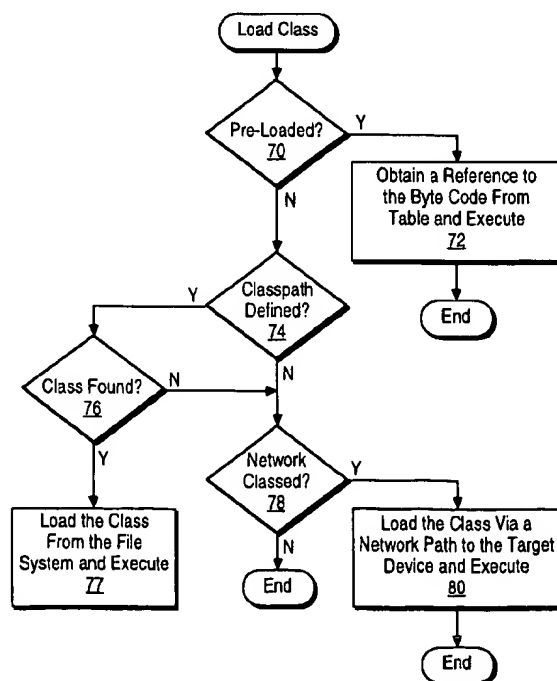 Load Class
Pre-Loaded?
70
Y
N
Obtain a Reference to
the Byte Code From
Table and Execute
72
End
Classpath
Defined?
74
Y
N
Class Found?
76
N
Y
Load the Class
From the File
System and Execute
77
Network
Classed?
78
Y
N
End
Load the Class Via a
Network Path to the Target
Device and Execute
80
End